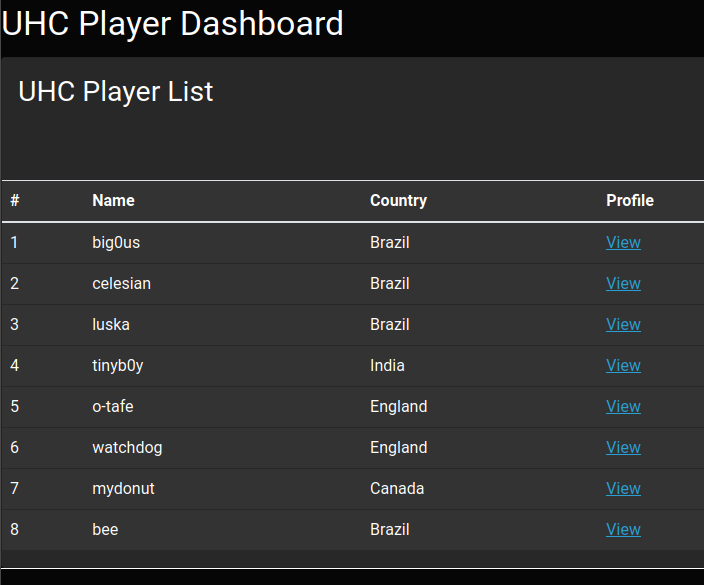 UHC Player Dashboard
UHC Player List
# Name Country Profile
1 big0us Brazil View
2 celesian Brazil View
3 luska Brazil View
4 tinyb0y India View
5 o-tafe England View
6 watchdog England View
7 mydonut Canada View
8 bee Brazil View